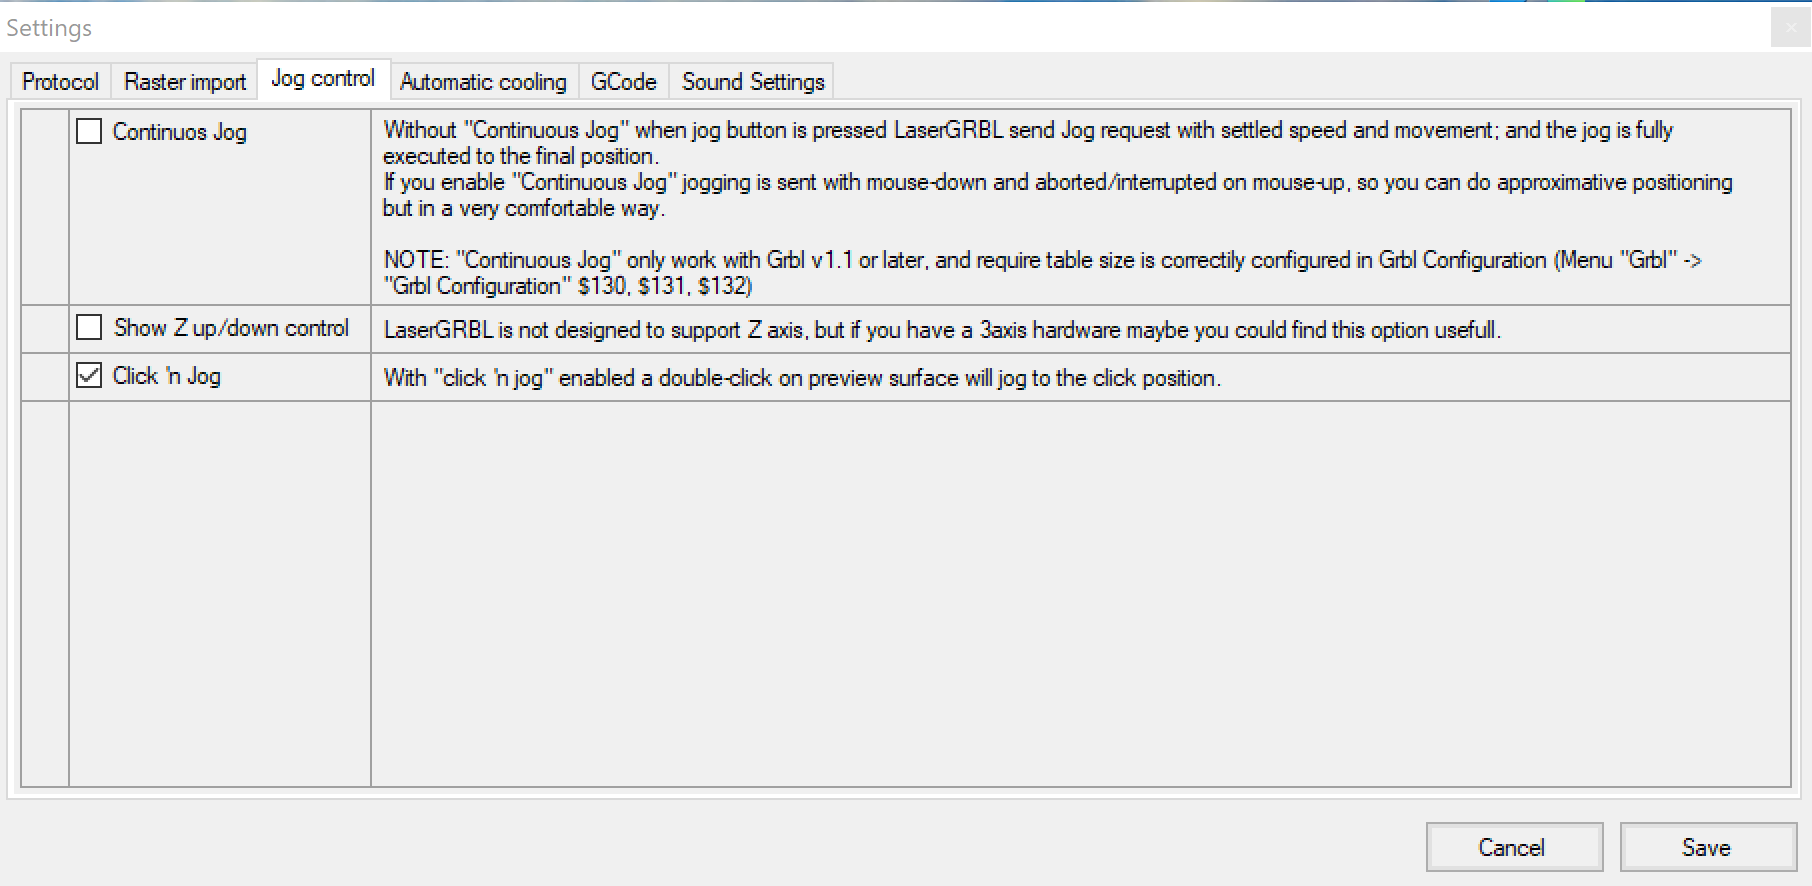 Settings
Protocol Raster import Jog control Automatic cooling GCode Sound Settings
Continuos Jog
Without "Continuous Jog" when jog button is pressed LaserGRBL send Jog request with settled speed and movement; and the jog is fully
executed to the final position.
If you enable "Continuous Jog" jogging is sent with mouse-down and aborted/interrupted on mouse-up, so you can do approximative positioning
but in a very comfortable way.
NOTE: "Continuous Jog" only work with Grbl v1.1 or later, and require table size is correctily configured in Grbl Configuration (Menu "Grbl" ->
"Grbl Configuration" $130, $131, $132)
Show Z up/down control
LaserGRBL is not designed to support Z axis, but if you have a 3axis hardware maybe you could find this option usefull.
Click 'n Jog
With "click 'n jog" enabled a double-click on preview surface will jog to the click position.
Cancel Save